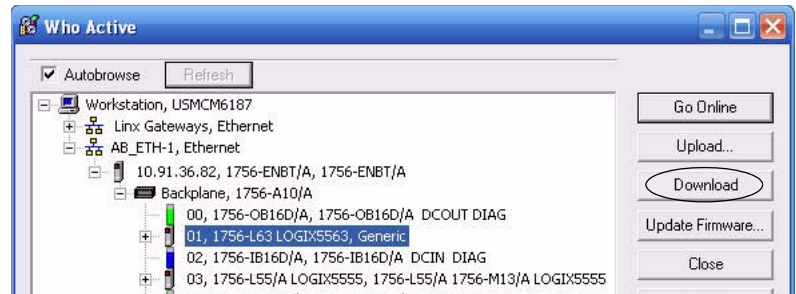 Who Active
Autobrowse Refresh
Workstation, USMCM6187
Go Online
Linx Gateways, Ethernet
AB_ETH-1, Ethernet
Upload...
10.91.36.82, 1756-ENBT/A, 1756-ENBT/A
Backplane, 1756-A10/A
Download
00, 1756-OB16D/A, 1756-OB16D/A DCOUT DIAG
01, 1756-L63 LOGIX5563, Generic
Update Firmware...
02, 1756-IB16D/A, 1756-IB16D/A DCIN DIAG
Close
03, 1756-L55/A LOGIX5555, 1756-L55/A 1756-M13/A LOGIX5555